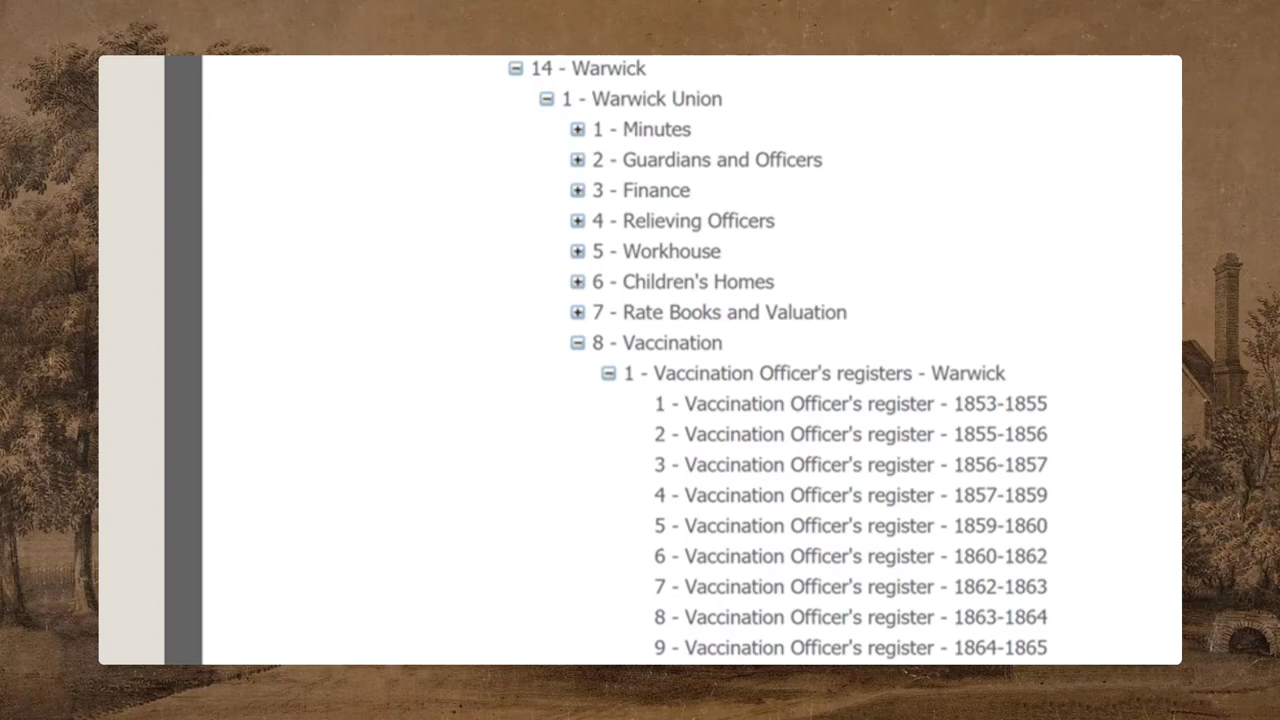 14 - Warwick
1 - Warwick Union
1 - Minutes
2 - Guardians and Officers
3 - Finance
4 - Relieving Officers
5 - Workhouse
6 - Children's Homes
7 - Rate Books and Valuation
8 - Vaccination
1 - Vaccination Officer's registers - Warwick
1 - Vaccination Officer's register - 1853-1855
2 - Vaccination Officer's register - 1855-1856
3 - Vaccination Officer's register - 1856-1857
4 - Vaccination Officer's register - 1857-1859
5 - Vaccination Officer's register - 1859-1860
6 - Vaccination Officer's register - 1860-1862
7 - Vaccination Officer's register - 1862-1863
8 - Vaccination Officer's register - 1863-1864
9 - Vaccination Officer's register - 1864-1865